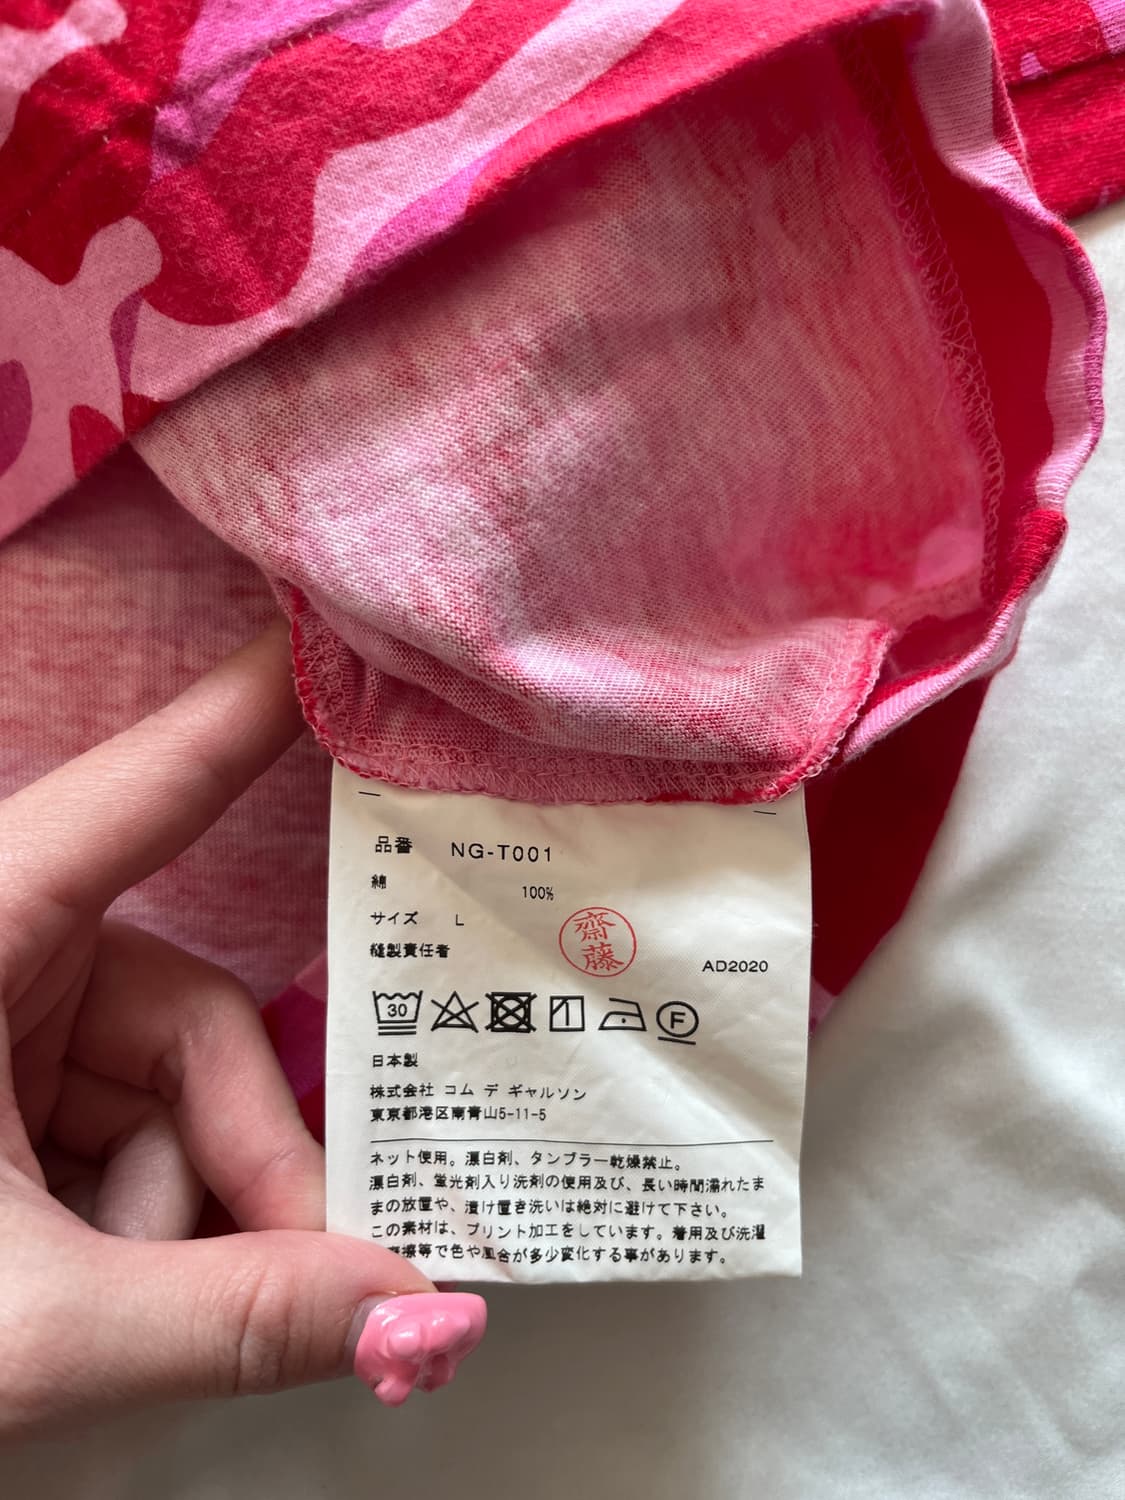 品番 NG-T001
綿 100%
サイズ L
縫製責任者 齋藤
AD2020
30 F
日本製
株式会社 コム デ ギャルソン
東京都港区南青山5-11-5
ネット使用。漂白剤、タンブラー乾燥禁止。
漂白剤、蛍光剤入り洗剤の使用及び、長い時間濡れたま
まの放置や、漬け置き洗いは絶対に避けて下さい。
この素材は、プリント加工をしています。着用及び洗濯
擦等で色や風合が多少変化する事があります。